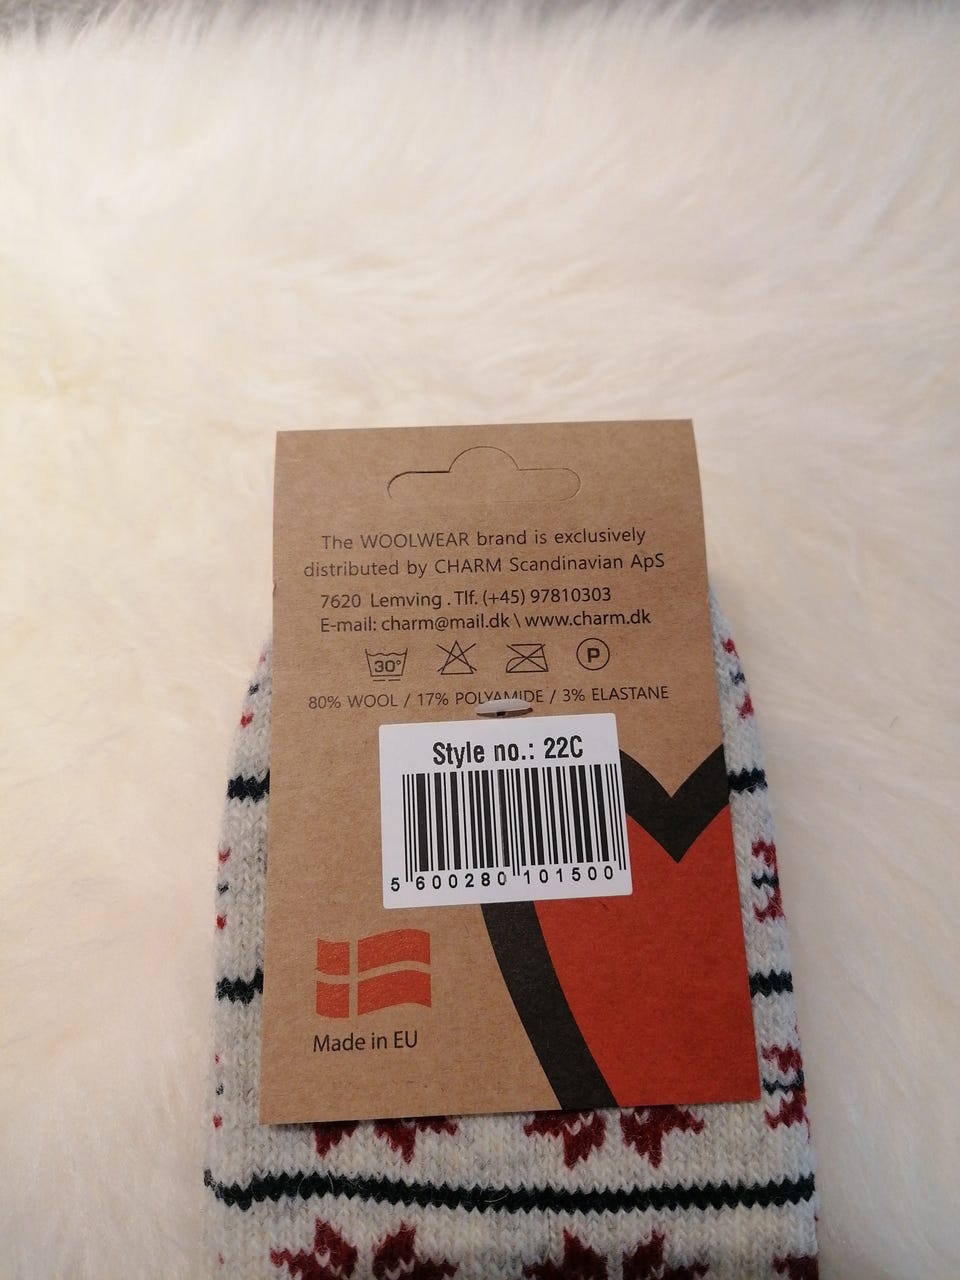 The WOOLWEAR brand is exclusively
distributed by CHARM Scandinavian ApS
7620 Lemving . Tlf. (+45) 97810303
E-mail: charm@mail.dk \ www.charm.dk
30°
P
80% WOOL / 17% POLYAMIDE / 3% ELASTANE
Style no.: 22C
5 600280 101500
Made in EU